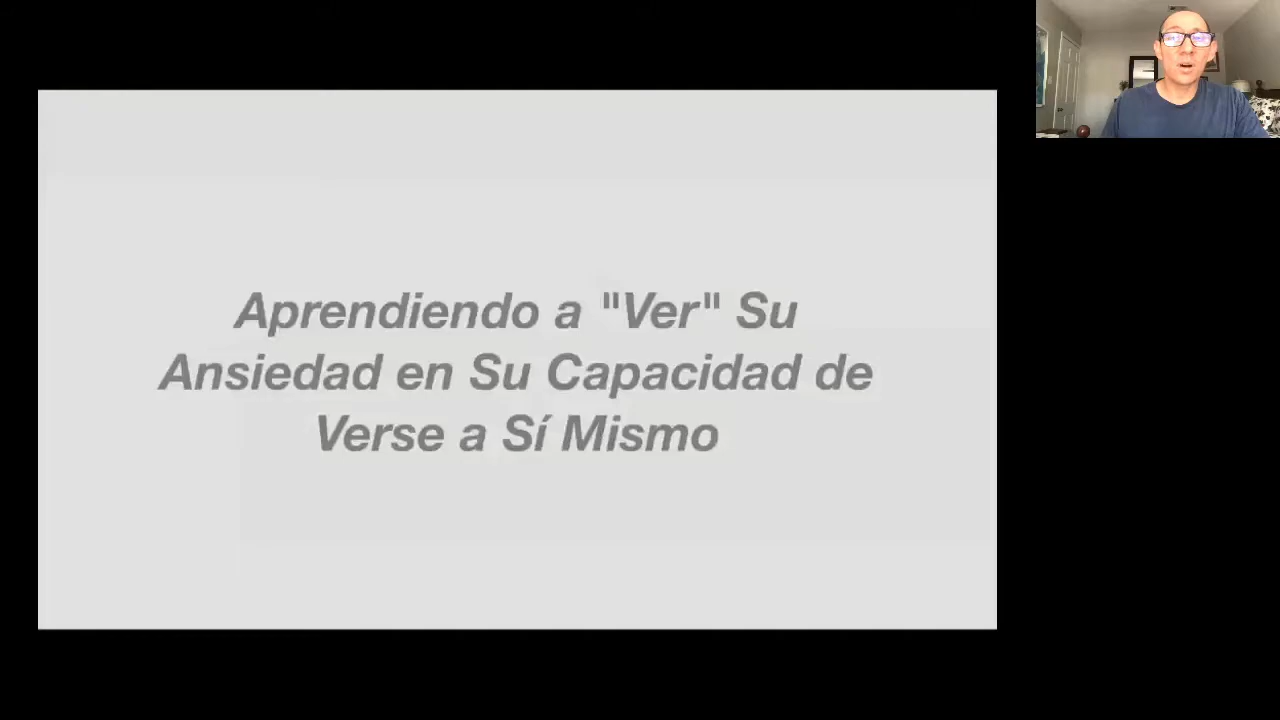 Aprendiendo a "Ver" Su
Ansiedad en Su Capacidad de
Verse a Sí Mismo